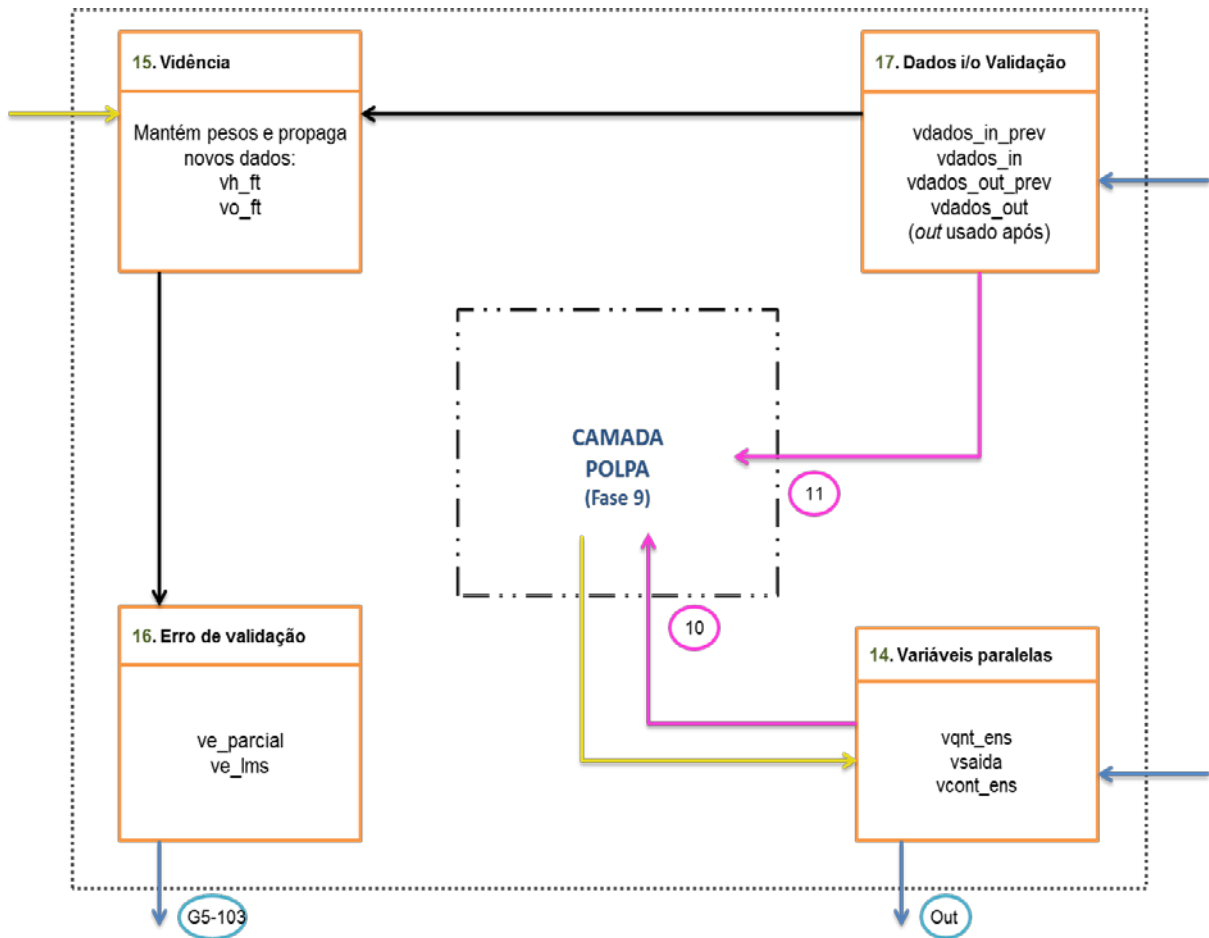 15. Vidência
Mantém pesos e propaga
novos dados:
vh_ft
vo_ft
17. Dados i/o Validação
vdados_in_prev
vdados_in
vdados_out_prev
vdados_out
(out usado após)
CAMADA
POLPA
(Fase 9)
11
10
16. Erro de validação
ve_parcial
ve_lms
14. Variáveis paralelas
vqnt_ens
vsaida
vcont_ens
G5-103
Out